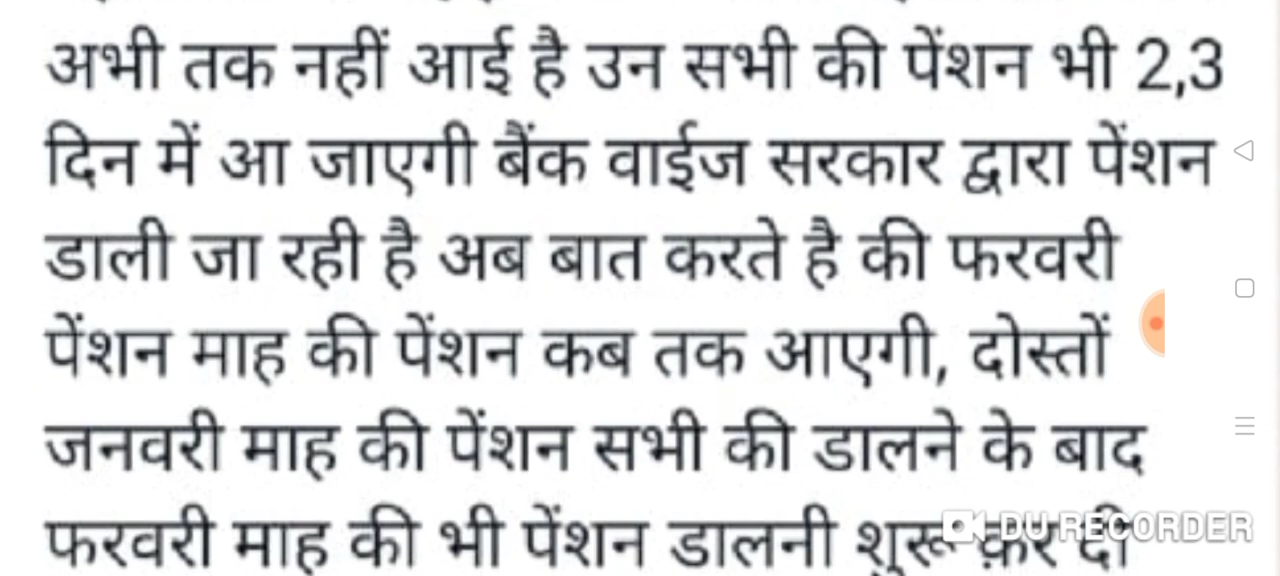 अभी तक नहीं आई है उन सभी की पेंशन भी 2,3
दिन में आ जाएगी बैंक वाईज सरकार द्वारा पेंशन
डाली जा रही है अब बात करते है की फरवरी
पेंशन माह की पेंशन कब तक आएगी, दोस्तों
जनवरी माह की पेंशन सभी की डालने के बाद
फरवरी माह की भी पेंशन डालनी शुरू कर दी
DU RECORDER